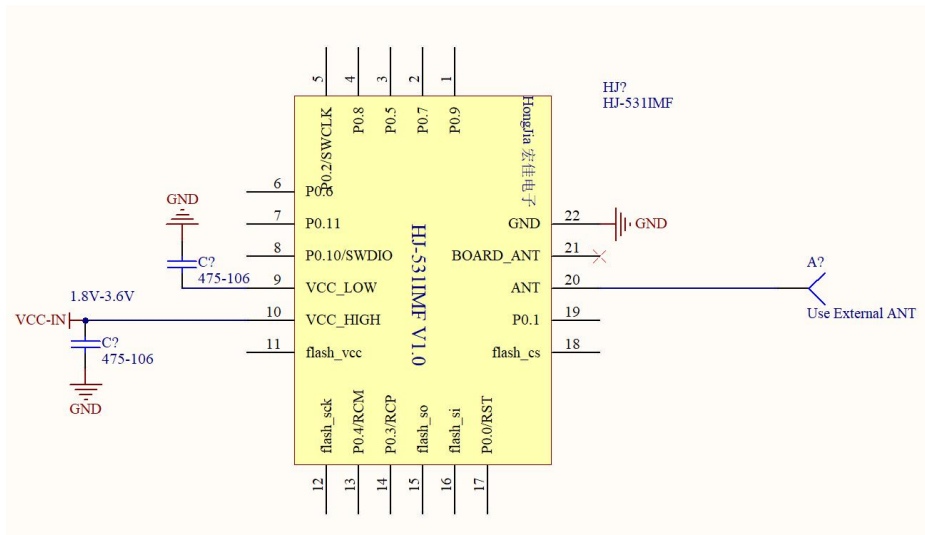 5
4
3
2
1
HJ?
HJ-531IMF
P0.2/SWCLK
P0.8
P0.5
P0.7
P0.9
HongJia 宏佳电子
6
P0.6
GND
7
P0.11
GND
22
GND
8
P0.10/SWDIO
BOARD_ANT
21
C?
475-106
9
VCC_LOW
ANT
20
A?
Use External ANT
1.8V-3.6V
VCC-IN
10
VCC_HIGH
P0.1
19
C?
475-106
11
flash_vcc
flash_cs
18
GND
HJ-531IMF V1.0
flash_sck
P0.4/RCM
P0.3/RCP
flash_so
flash_si
P0.0/RST
12
13
14
15
16
17